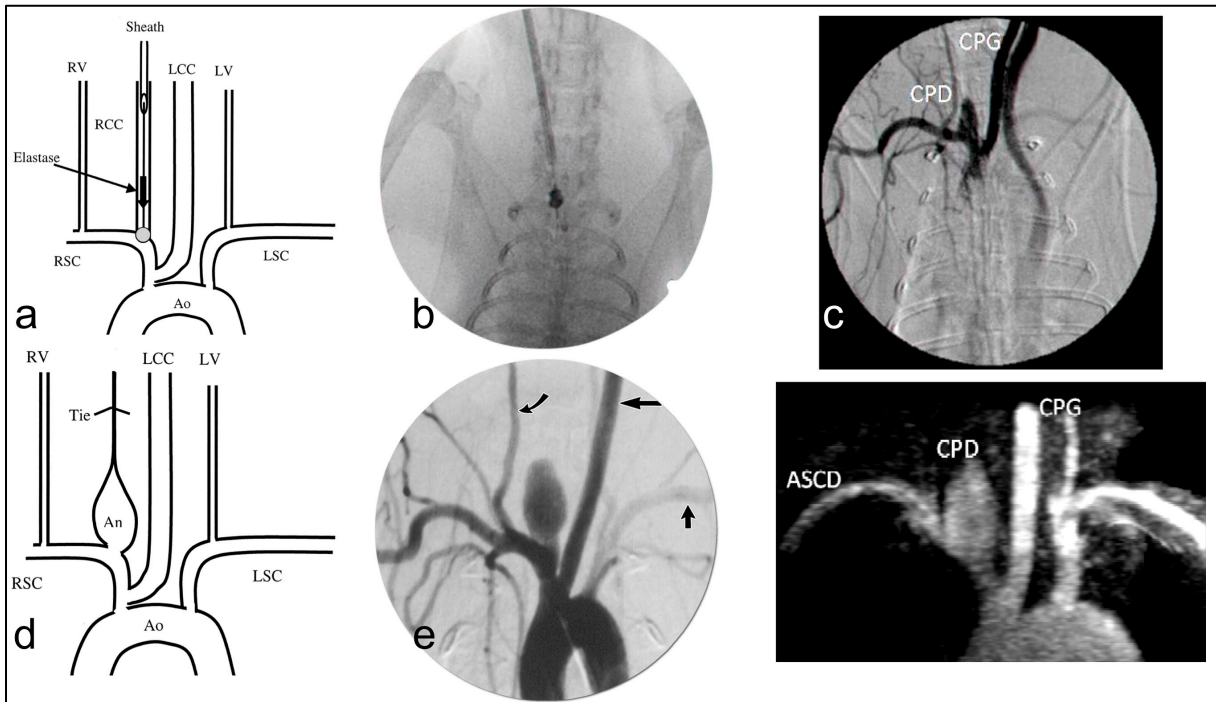 Sheath
RV
LCC
LV
RCC
Elastase
RSC
LSC
Ao
a
b
CPG
CPD
c
RV
LCC
LV
Tie
An
RSC
LSC
Ao
d
e
CPG
CPD
ASCD